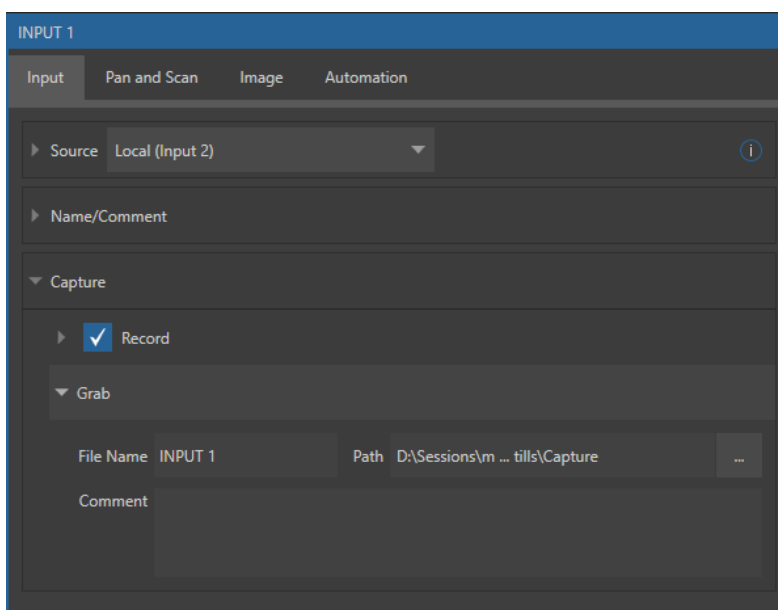 INPUT 1
Input Pan and Scan Image Automation
Source Local (Input 2) i
Name/Comment
Capture
Record
Grab
File Name INPUT 1 Path D:\Sessions\m ... tills\Capture ...
Comment